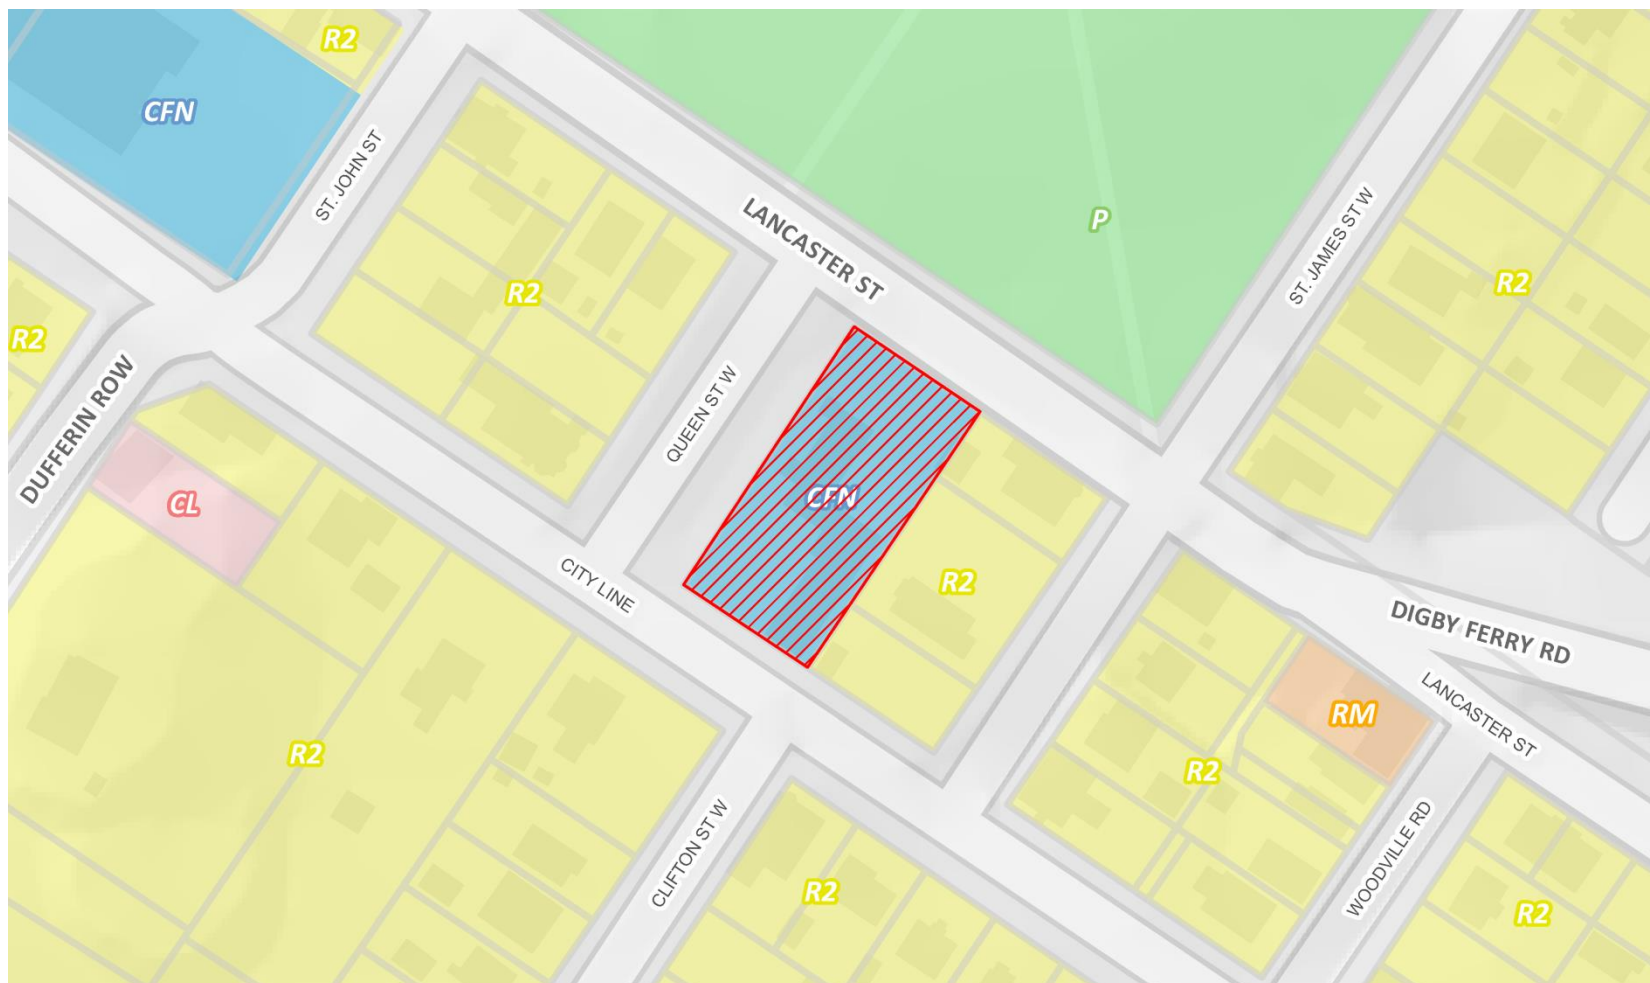 R2
CFN
ST. JOHN ST
LANCASTER ST
P
ST. JAMES ST W
R2
R2
R2
DUFFERIN ROW
QUEEN ST W
CL
CFN
CITY LINE
R2
DIGBY FERRY RD
LANCASTER ST
RM
R2
R2
CLIFTON ST W
WOODVILLE RD
R2
R2